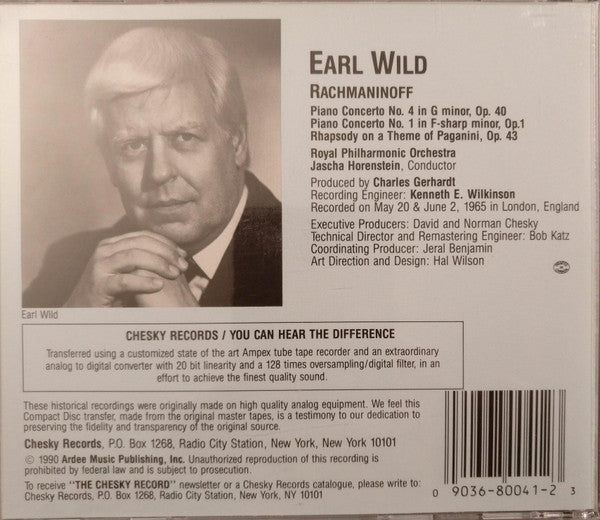 EARL WILD
RACHMANINOFF
Piano Concerto No. 4 in G minor, Op. 40
Piano Concerto No. 1 in F-sharp minor, Op.1
Rhapsody on a Theme of Paganini, Op. 43
Royal Philharmonic Orchestra
Jascha Horenstein, Conductor
Produced by Charles Gerhardt
Recording Engineer: Kenneth E. Wilkinson
Recorded on May 20 & June 2, 1965 in London, England
Executive Producers: David and Norman Chesky
Technical Director and Remastering Engineer: Bob Katz
Coordinating Producer: Jeral Benjamin
Art Direction and Design: Hal Wilson
Earl Wild
CHESKY RECORDS / YOU CAN HEAR THE DIFFERENCE
Transferred using a customized state of the art Ampex tube tape recorder and an extraordinary
analog to digital converter with 20 bit linearity and a 128 times oversampling/digital filter, in an
effort to achieve the finest quality sound.
These historical recordings were originally made on high quality analog equipment. We feel this
Compact Disc transfer, made from the original master tapes, is a testimony to our dedication to
preserving the fidelity and transparency of the original source.
Chesky Records, P.O. Box 1268, Radio City Station, New York, New York 10101
© 1990 Ardee Music Publishing, Inc. Unauthorized reproduction of this recording is
prohibited by federal law and is subject to prosecution.
To receive "THE CHESKY RECORD" newsletter or a Chesky Records catalogue, please write to:
Chesky Records, P.O. Box 1268, Radio City Station, New York, NY 10101
0 9036-80041-2 3